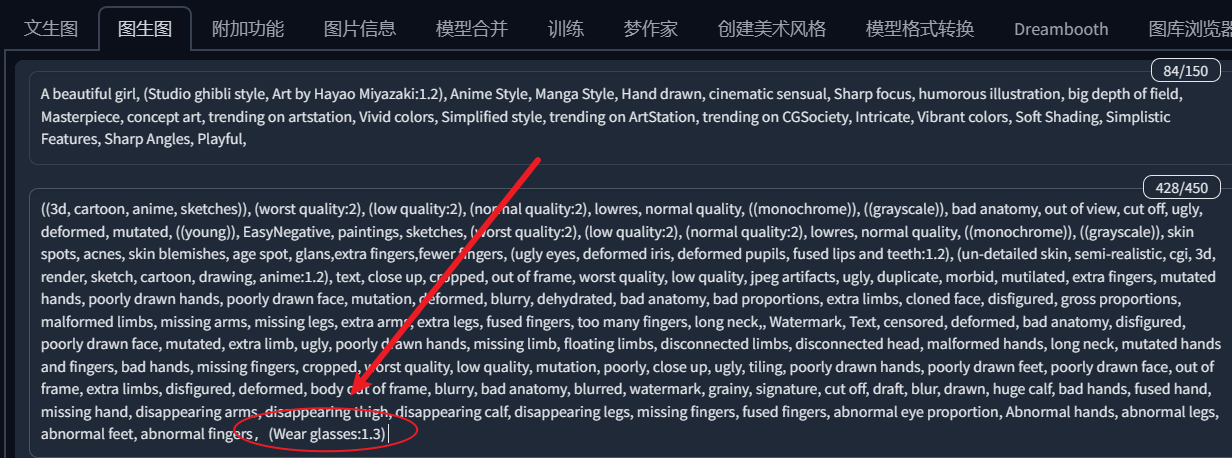 文生图 图生图 附加功能 图片信息 模型合并 训练 梦作家 创建美术风格 模型格式转换 Dreambooth 图库浏览器
84/150
A beautiful girl, (Studio ghibli style, Art by Hayao Miyazaki:1.2), Anime Style, Manga Style, Hand drawn, cinematic sensual, Sharp focus, humorous illustration, big depth of field,
Masterpiece, concept art, trending on artstation, Vivid colors, Simplified style, trending on ArtStation, trending on CGSociety, Intricate, Vibrant colors, Soft Shading, Simplistic
Features, Sharp Angles, Playful,
428/450
((3d, cartoon, anime, sketches)), (worst quality:2), (low quality:2), (normal quality:2), lowres, normal quality, ((monochrome)), ((grayscale)), bad anatomy, out of view, cut off, ugly,
deformed, mutated, ((young)), EasyNegative, paintings, sketches, (worst quality:2), (low quality:2), (normal quality:2), lowres, normal quality, ((monochrome)), ((grayscale)), skin
spots, acnes, skin blemishes, age spot, glans,extra fingers,fewer fingers, (ugly eyes, deformed iris, deformed pupils, fused lips and teeth:1.2), (un-detailed skin, semi-realistic, cgi, 3d,
render, sketch, cartoon, drawing, anime:1.2), text, close up, cropped, out of frame, worst quality, low quality, jpeg artifacts, ugly, duplicate, morbid, mutilated, extra fingers, mutated
hands, poorly drawn hands, poorly drawn face, mutation, deformed, blurry, dehydrated, bad anatomy, bad proportions, extra limbs, cloned face, disfigured, gross proportions,
malformed limbs, missing arms, missing legs, extra arms, extra legs, fused fingers, too many fingers, long neck,, Watermark, Text, censored, deformed, bad anatomy, disfigured,
poorly drawn face, mutated, extra limb, ugly, poorly drawn hands, missing limb, floating limbs, disconnected limbs, disconnected head, malformed hands, long neck, mutated hands
and fingers, bad hands, missing fingers, cropped, worst quality, low quality, mutation, poorly, close up, ugly, tiling, poorly drawn hands, poorly drawn feet, poorly drawn face, out of
frame, extra limbs, disfigured, deformed, body out of frame, blurry, bad anatomy, blurred, watermark, grainy, signature, cut off, draft, blur, drawn, huge calf, bad hands, fused hand,
missing hand, disappearing arms, disappearing thigh, disappearing calf, disappearing legs, missing fingers, fused fingers, abnormal eye proportion, Abnormal hands, abnormal legs,
abnormal feet, abnormal fingers，(Wear glasses:1.3)